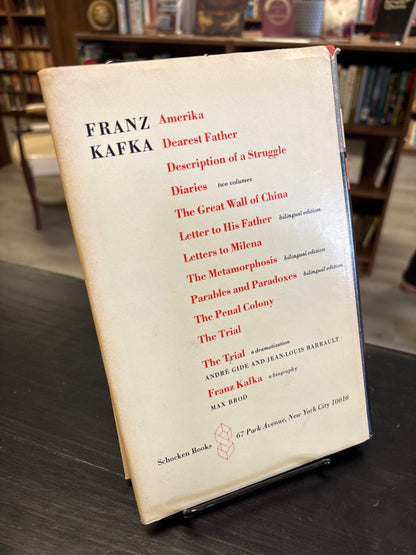 FRANZ
KAFKA
Amerika
Dearest Father
Description of a Struggle
Diaries two volumes
The Great Wall of China
Letter to His Father bilingual edition
Letters to Milena
The Metamorphosis bilingual edition
Parables and Paradoxes bilingual edition
The Penal Colony
The Trial
The Trial a dramatization
ANDRÉ GIDE AND JEAN-LOUIS BARRAULT
Franz Kafka a biography
MAX BROD
Schocken Books 67 Park Avenue, New York City 10016